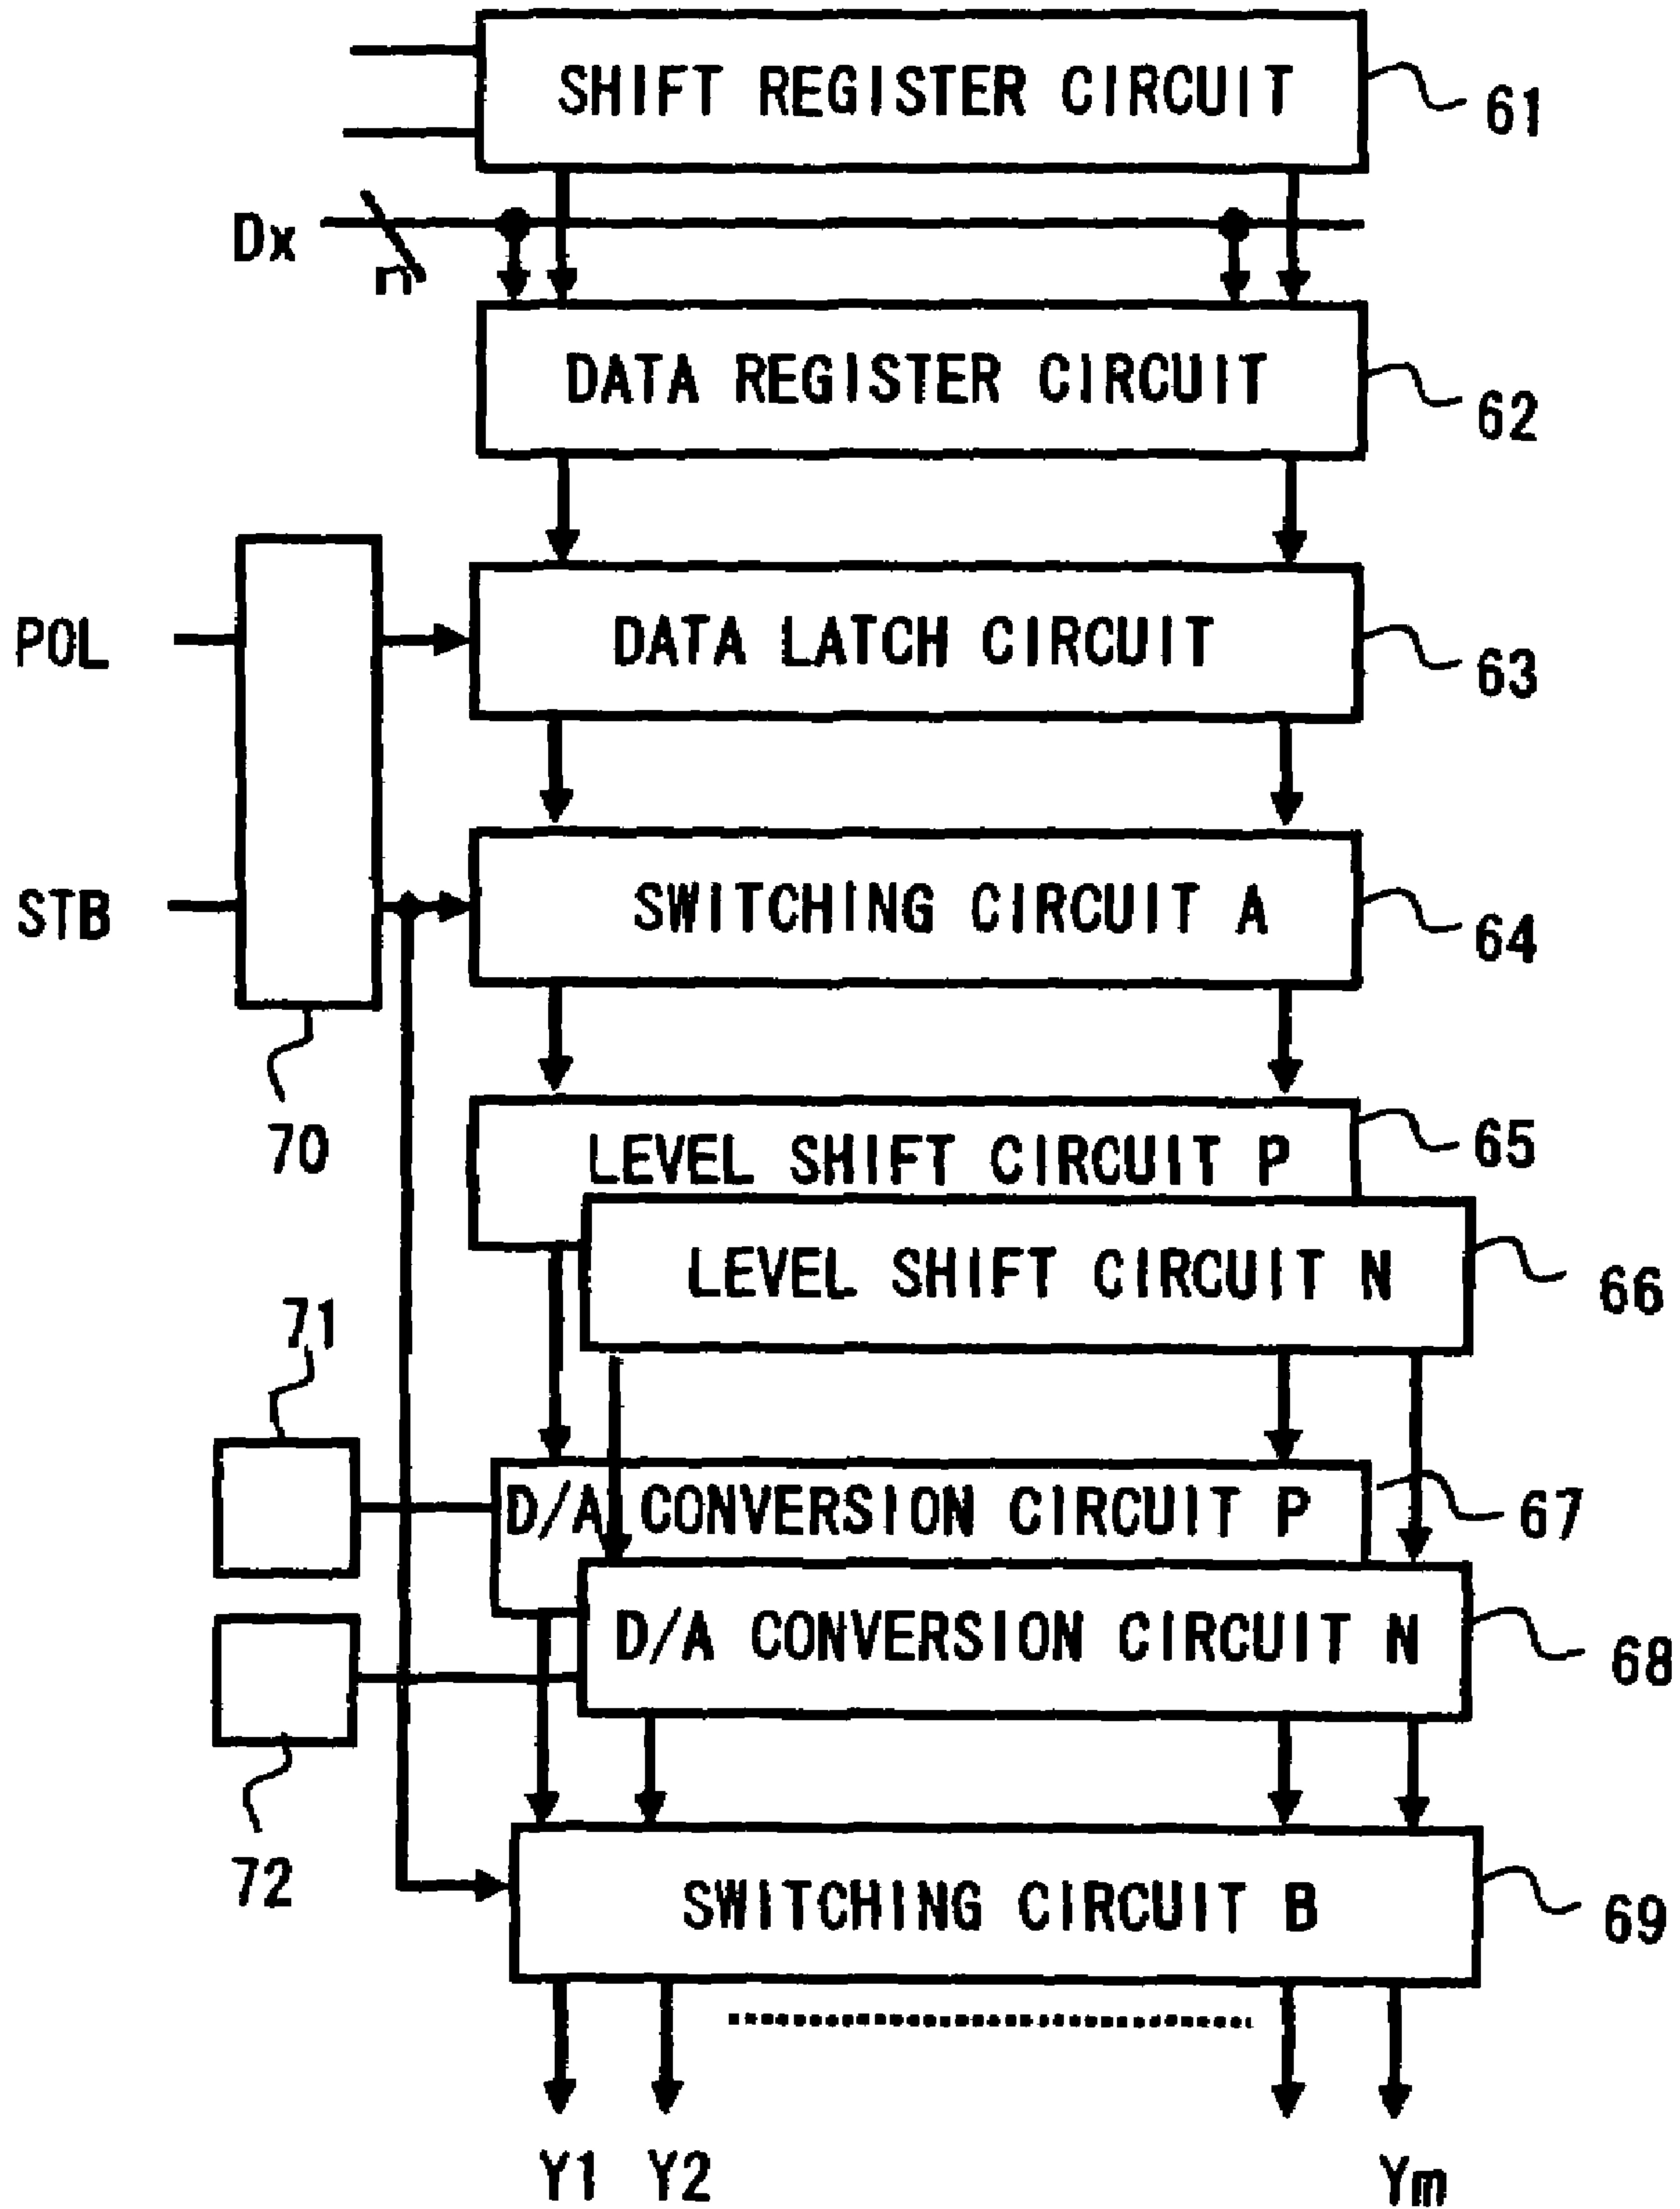 SHIFT REGISTER CIRCUIT
61
Dx
n
DATA REGISTER CIRCUIT
62
POL
DATA LATCH CIRCUIT
63
STB
SWITCHING CIRCUIT A
64
70
LEVEL SHIFT CIRCUIT P
65
LEVEL SHIFT CIRCUIT N
66
71
D/A CONVERSION CIRCUIT P
67
D/A CONVERSION CIRCUIT N
68
72
SWITCHING CIRCUIT B
69
Y1
Y2
Ym